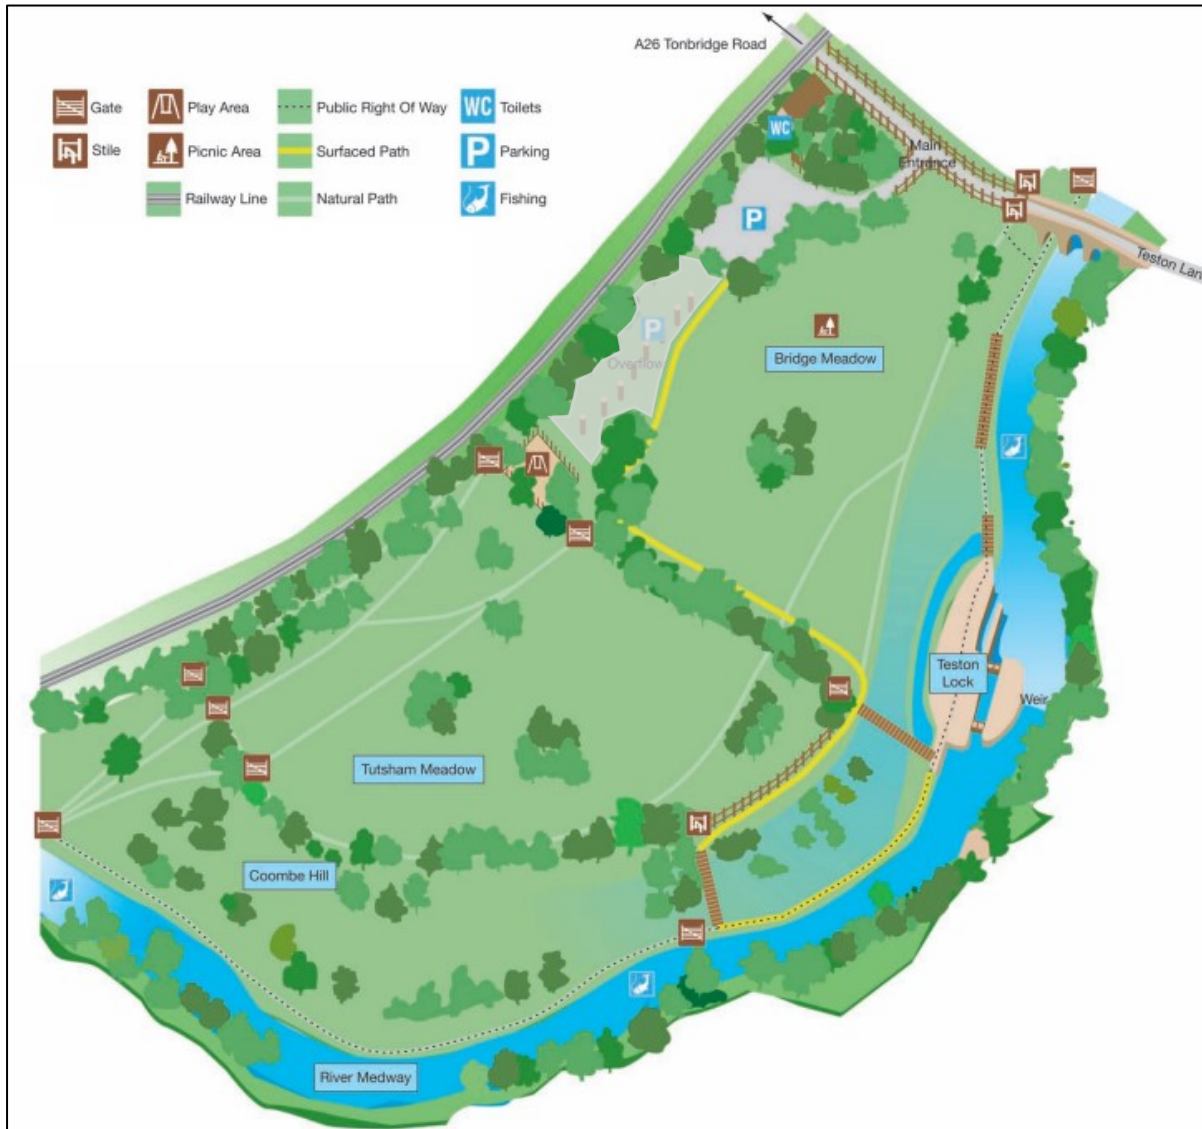 A26 Tonbridge Road
Gate
Play Area
Public Right Of Way
WC
Toilets
Stile
Picnic Area
Surfaced Path
P
Parking
Railway Line
Natural Path
Fishing
WC
Main
Entrance
P
Teston Lan
P
Overflow
Bridge Meadow
Teston
Lock
Weir
Tutsham Meadow
Coombe Hill
River Medway